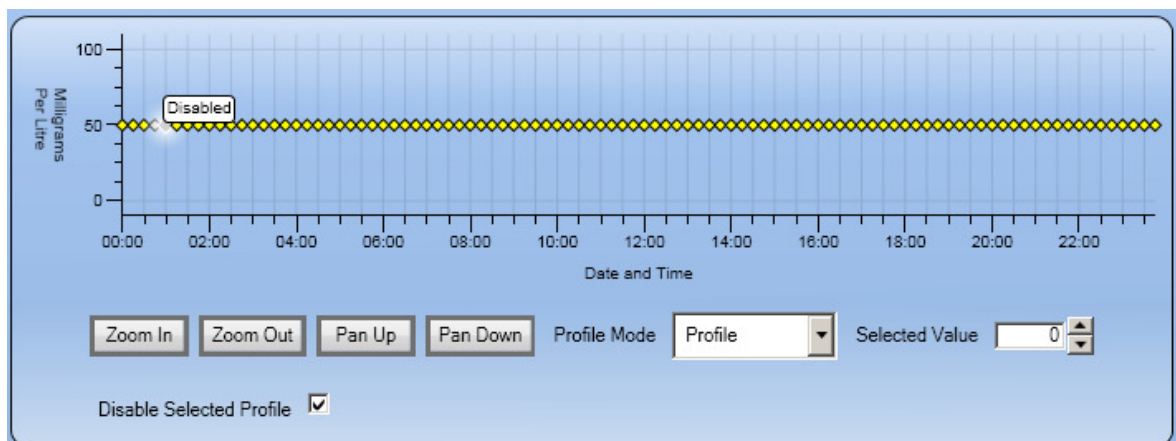 100
Milligrams
Per Litre
Disabled
50
0
00:00 02:00 04:00 06:00 08:00 10:00 12:00 14:00 16:00 18:00 20:00 22:00
Date and Time
Zoom In Zoom Out Pan Up Pan Down Profile Mode Profile Selected Value 0
Disable Selected Profile